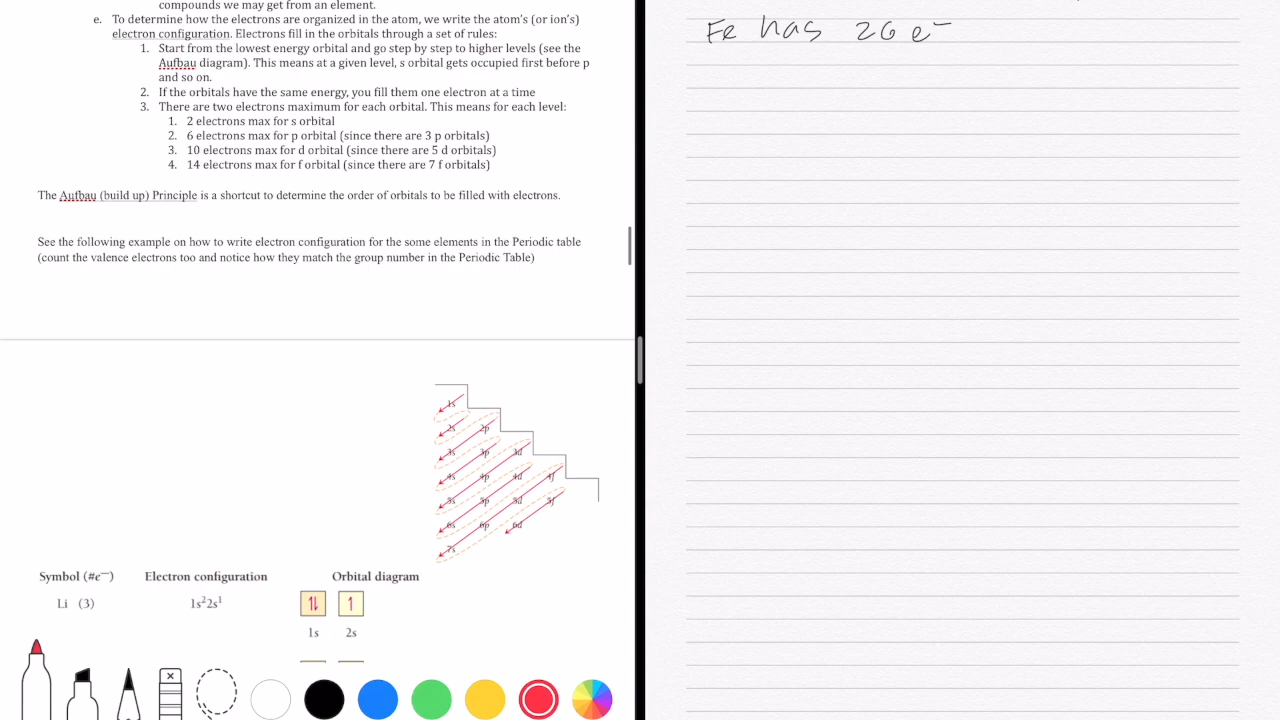 compounds we may get from an element.
e. To determine how the electrons are organized in the atom, we write the atom's (or ion's)
electron configuration. Electrons fill in the orbitals through a set of rules:
1. Start from the lowest energy orbital and go step by step to higher levels (see the
Aufbau diagram). This means at a given level, s orbital gets occupied first before p
and so on.
2. If the orbitals have the same energy, you fill them one electron at a time
3. There are two electrons maximum for each orbital. This means for each level:
1. 2 electrons max for s orbital
2. 6 electrons max for p orbital (since there are 3 p orbitals)
3. 10 electrons max for d orbital (since there are 5 d orbitals)
4. 14 electrons max for f orbital (since there are 7 f orbitals)
The Aufbau (build up) Principle is a shortcut to determine the order of orbitals to be filled with electrons.
See the following example on how to write electron configuration for the some elements in the Periodic table
(count the valence electrons too and notice how they match the group number in the Periodic Table)
1s
2s 2p
3s 3p 3d
4s 4p 4d 4f
5s 5p 5d 5f
6s 6p 6d
7s
Symbol (#e⁻) Electron configuration Orbital diagram
Li (3) 1s²2s¹ ⥮ ↿
1s 2s
Fe has 26 e⁻